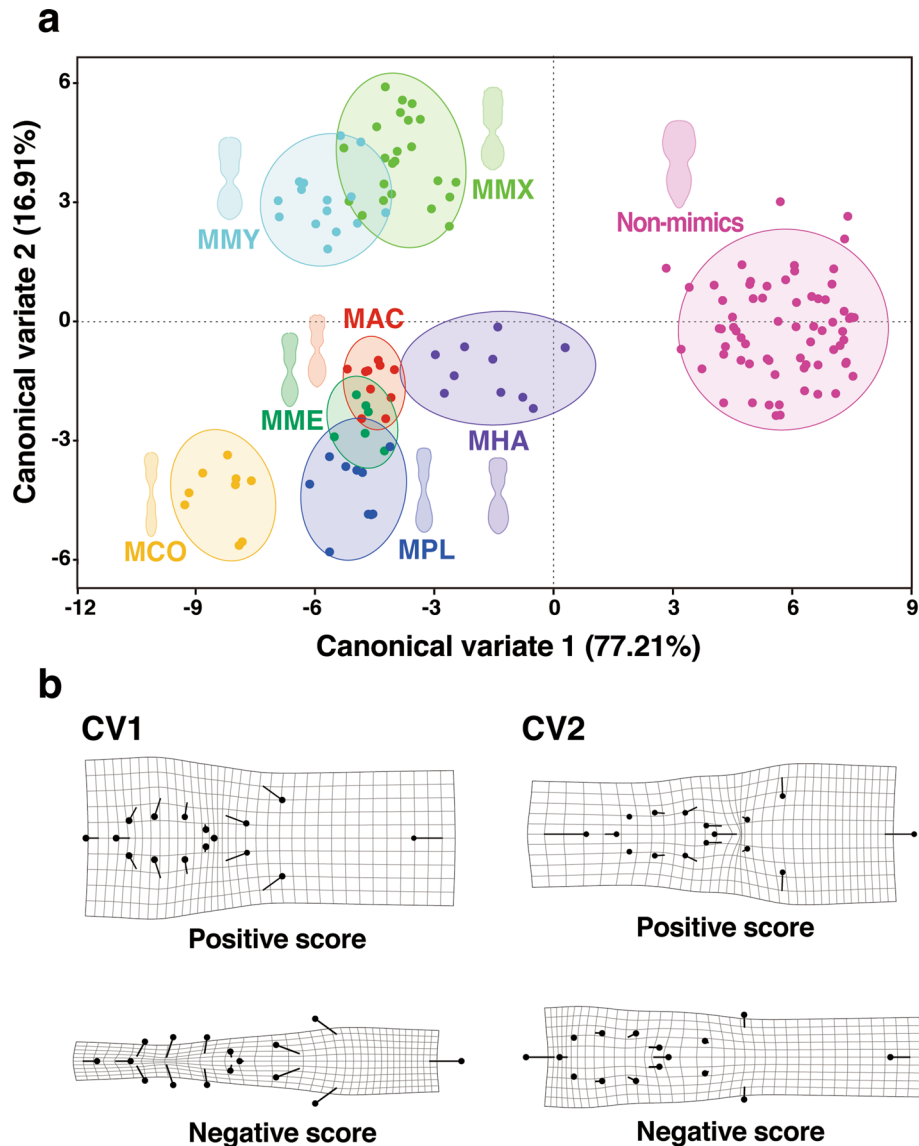 a
Canonical variate 2 (16.91%)
6
3
0
-3
-6
MMX
MMY
Non-mimics
MAC
MME
MHA
MCO
MPL
-12
-9
-6
-3
0
3
6
9
Canonical variate 1 (77.21%)
b
CV1
CV2
Positive score
Positive score
Negative score
Negative score